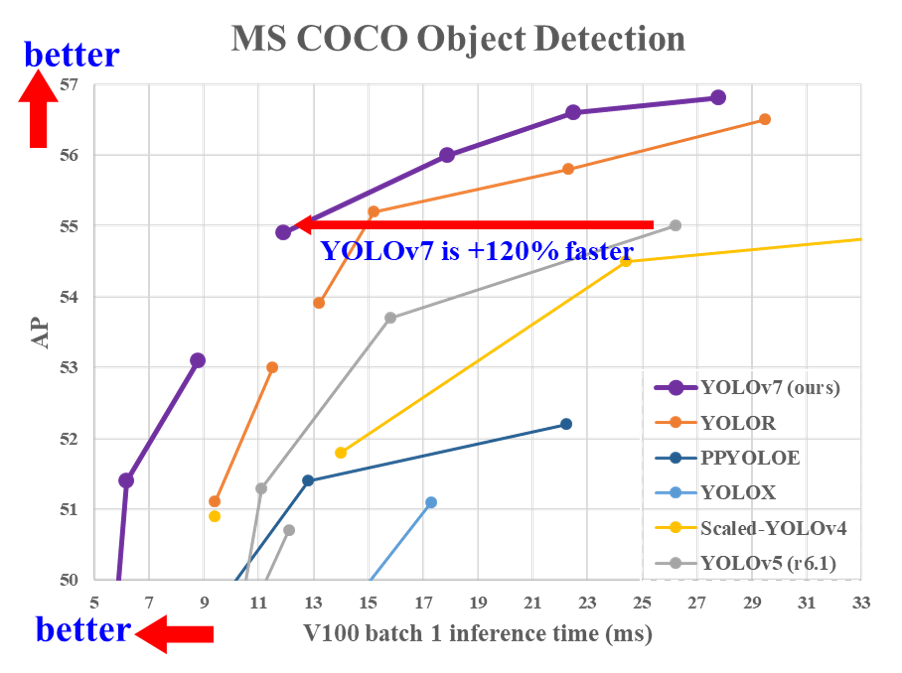 MS COCO Object Detection
better
57
56
55
54
53
52
51
50
AP
YOLOv7 is +120% faster
YOLOv7 (ours)
YOLOR
PPYOLOE
YOLOX
Scaled-YOLOv4
YOLOv5 (r6.1)
5 7 9 11 13 15 17 19 21 23 25 27 29 31 33
better
V100 batch 1 inference time (ms)